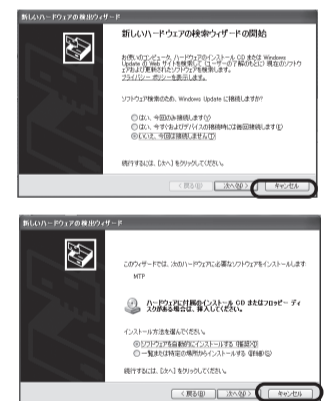 新しいハードウェアの検出ウィザード
新しいハードウェアの検索ウィザードの開始
お使いのコンピュータ、ハードウェアのインストール CD または Windows
Update の Web サイトを検索して (ユーザーの了解のもとに) 現在のソフトウ
ェアおよび更新されたソフトウェアを検索します。
プライバシー ポリシーを表示します。
ソフトウェア検索のため、Windows Update に接続しますか?
はい、今回のみ接続します(Y)
はい、今すぐおよびデバイスの接続時には毎回接続します(E)
いいえ、今回は接続しません(T)
続行するには、[次へ] をクリックしてください。
< 戻る(B) 次へ(N) > キャンセル
新しいハードウェアの検出ウィザード
このウィザードでは、次のハードウェアに必要なソフトウェアをインストールします
MTP
ハードウェアに付属のインストール CD またはフロッピー ディ
スクがある場合は、挿入してください。
インストール方法を選んでください。
ソフトウェアを自動的にインストールする (推奨)(I)
一覧または特定の場所からインストールする (詳細)(S)
続行するには、[次へ] をクリックしてください。
< 戻る(B) 次へ(N) > キャンセル